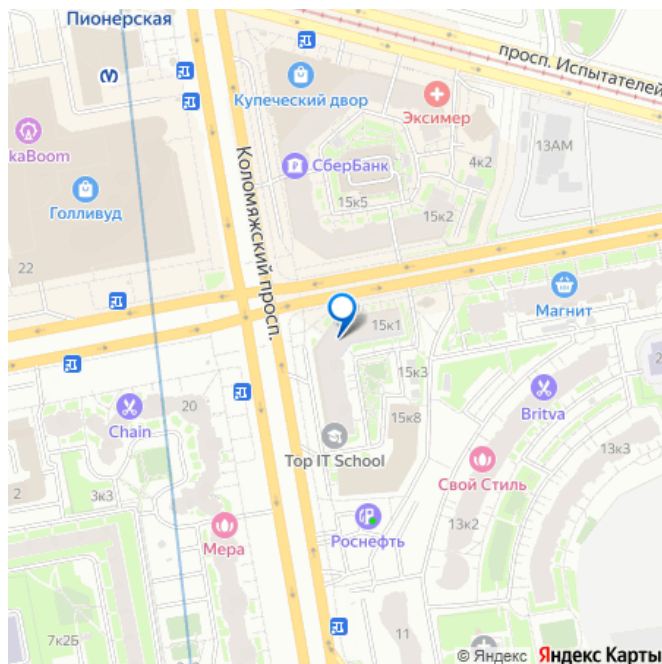 Пионерская
просп. Испытателей
Купеческий двор
Эксимер
kaBoom
13АМ
СберБанк
4к2
Голливуд
15к5
15к2
Коломяжский просп.
22
Магнит
15к1
15к3
2
20
Britva
Chain
15к8
13к3
Top IT School
Свой Стиль
2
3к3
Роснефть
13к2
Мера
11
7к2Б
© Яндекс Яндекс Карты